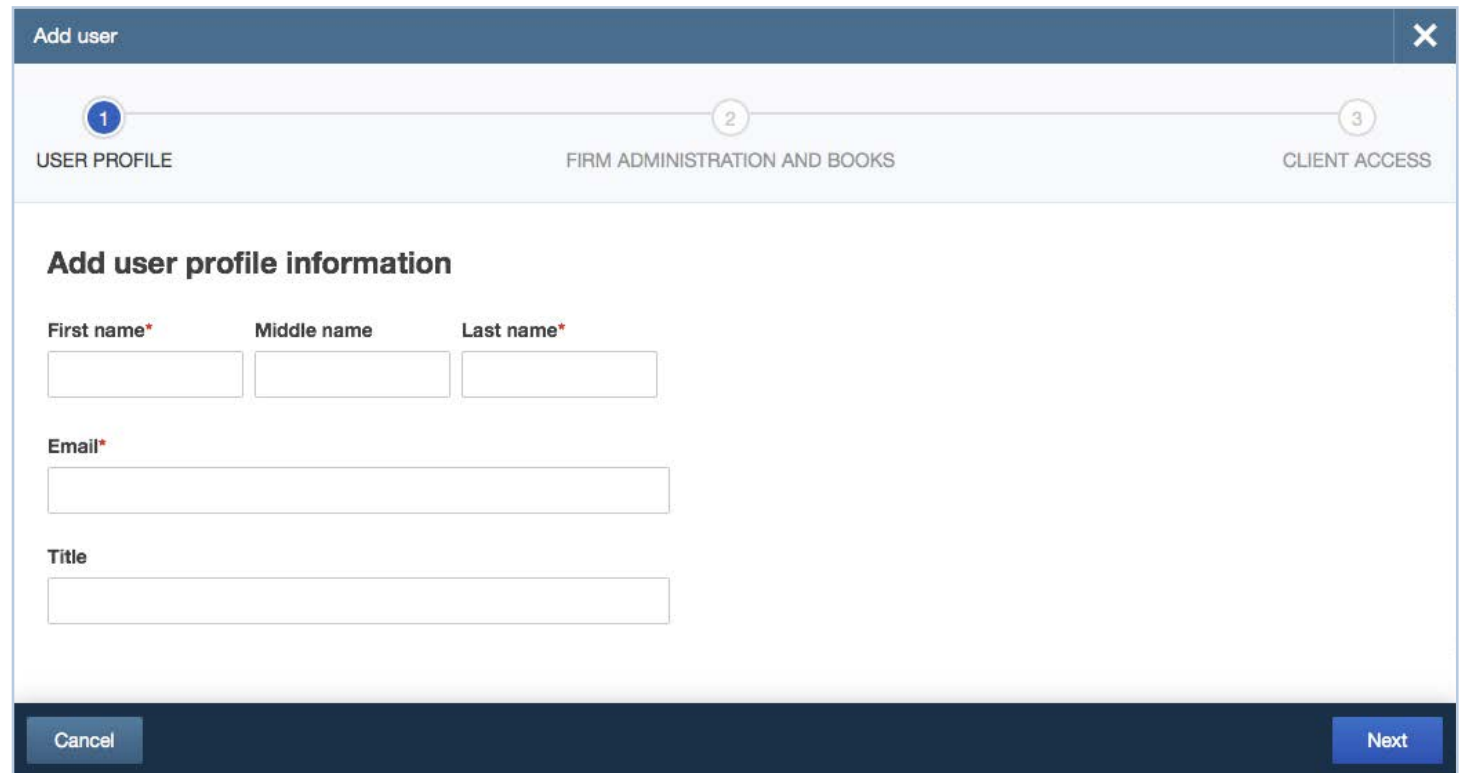 Add user
1 2 3
USER PROFILE FIRM ADMINISTRATION AND BOOKS CLIENT ACCESS
Add user profile information
First name* Middle name Last name*
Email*
Title
Cancel Next